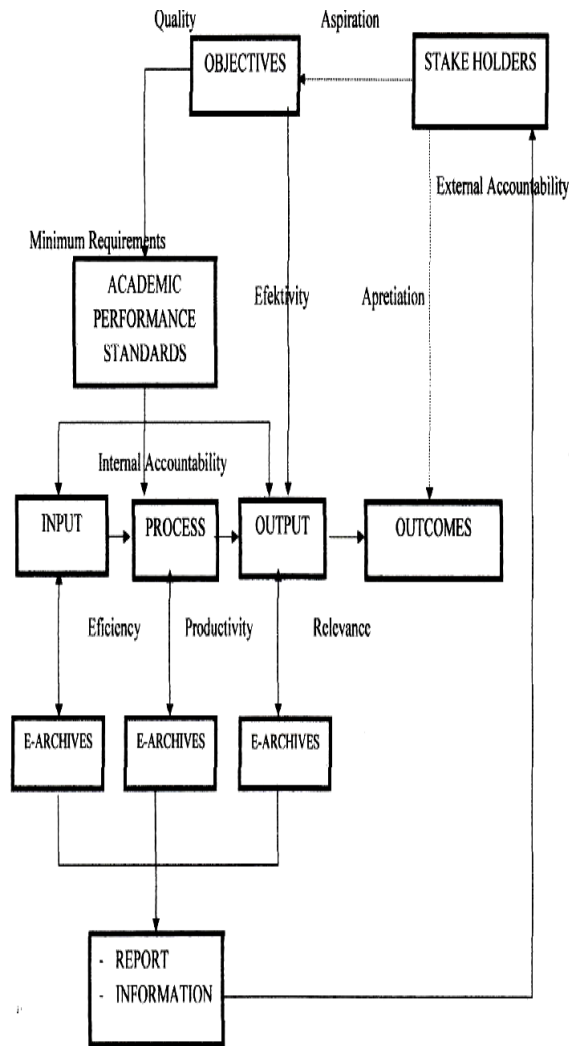 Quality
Aspiration
OBJECTIVES
STAKE HOLDERS
External Accountability
Minimum Requirements
ACADEMIC
PERFORMANCE
STANDARDS
Efektivity
Apretiation
Internal Accountability
INPUT
PROCESS
OUTPUT
OUTCOMES
Eficiency
Productivity
Relevance
E-ARCHIVES
E-ARCHIVES
E-ARCHIVES
- REPORT
- INFORMATION